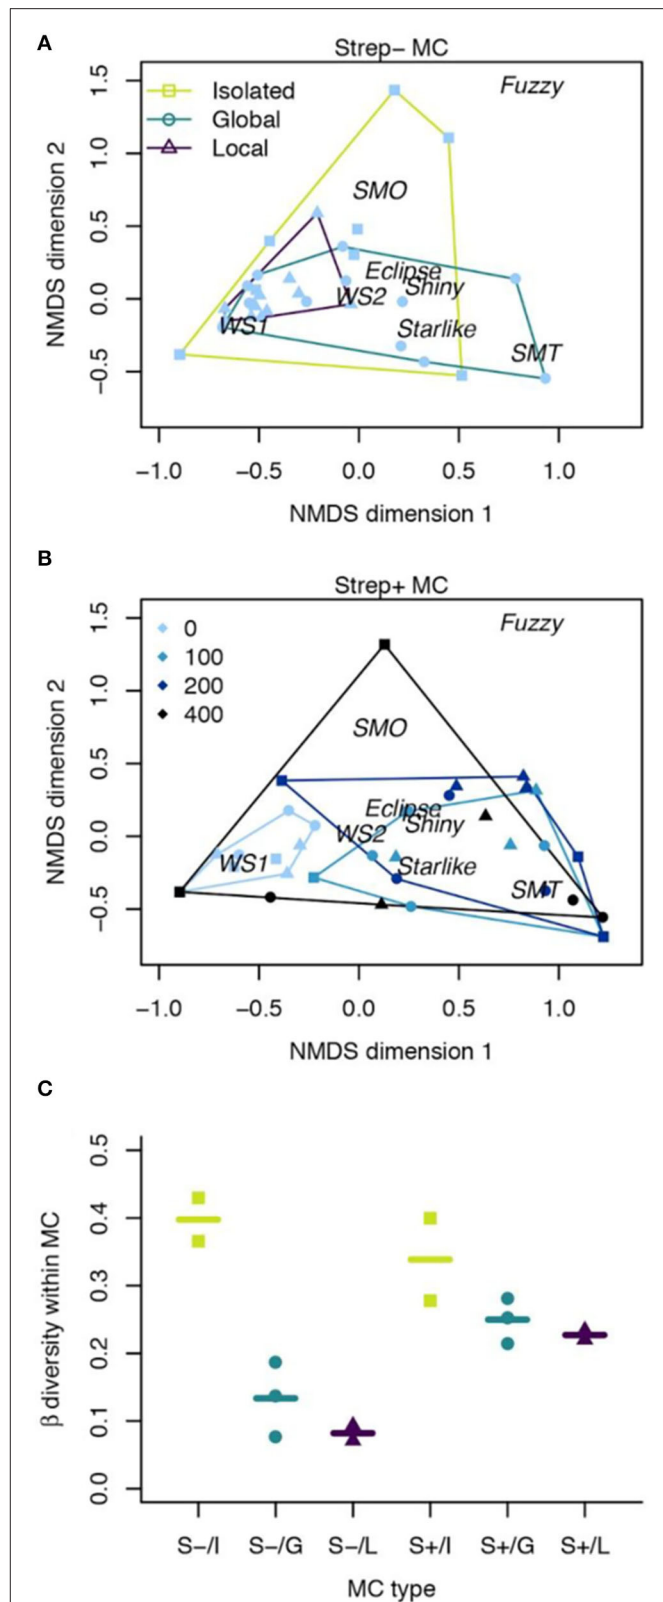 A
Strep− MC
Isolated
Global
Local
Fuzzy
SMO
Eclipse
Shiny
WS2
WS1
Starlike
SMT
NMDS dimension 2
1.5
1.0
0.5
0.0
−0.5
−1.0 −0.5 0.0 0.5 1.0
NMDS dimension 1
B
Strep+ MC
0
100
200
400
Fuzzy
SMO
Eclipse
Shiny
WS2
WS1
Starlike
SMT
NMDS dimension 2
1.5
1.0
0.5
0.0
−0.5
−1.0 −0.5 0.0 0.5 1.0
NMDS dimension 1
C
β diversity within MC
0.5
0.4
0.3
0.2
0.1
0.0
S−/I S−/G S−/L S+/I S+/G S+/L
MC type